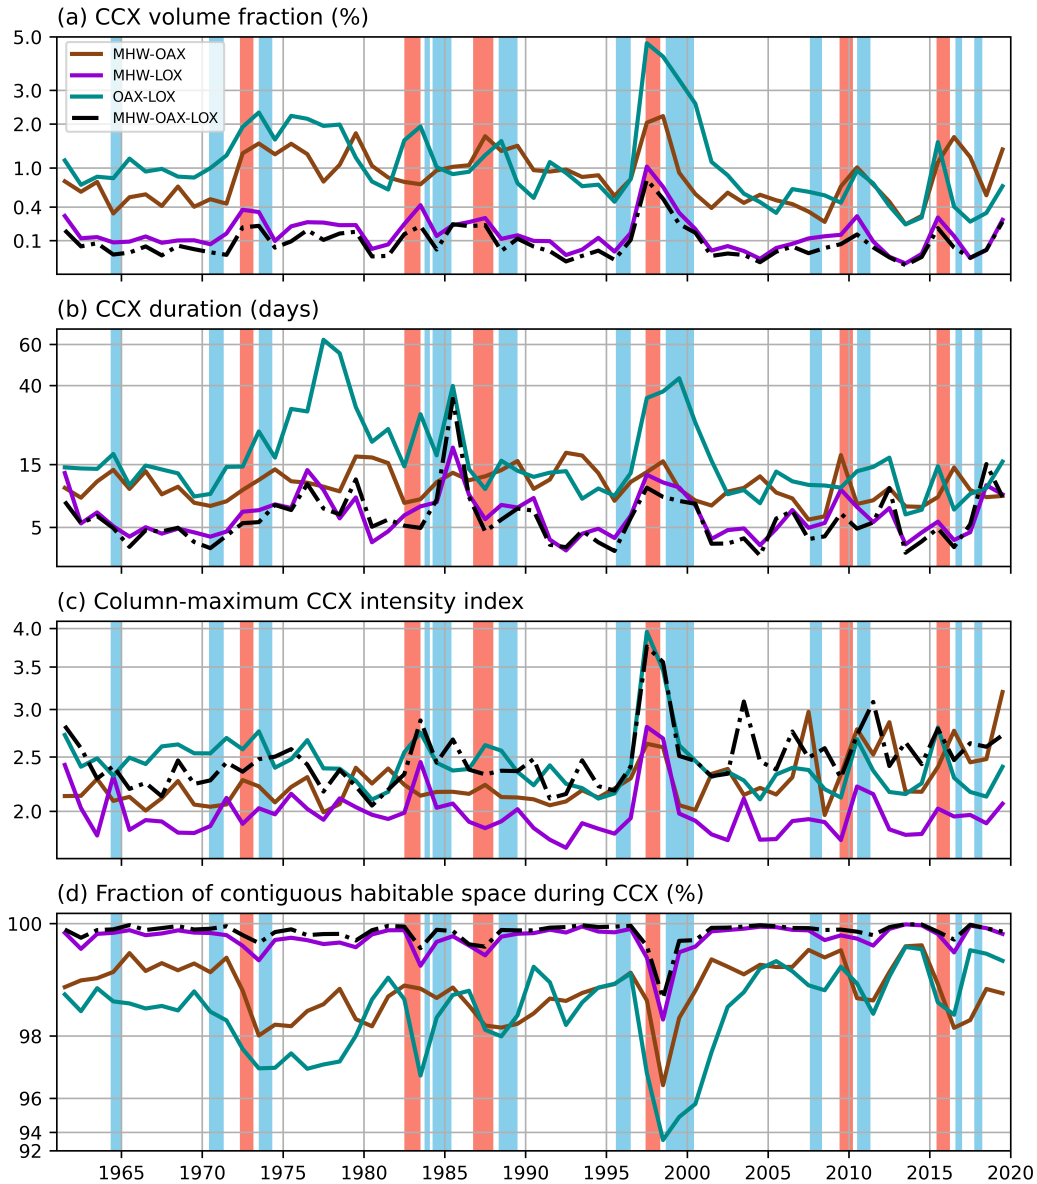 (a) CCX volume fraction (%)
5.0
3.0
2.0
1.0
0.4
0.1
MHW-OAX
MHW-LOX
OAX-LOX
MHW-OAX-LOX
(b) CCX duration (days)
60
40
15
5
(c) Column-maximum CCX intensity index
4.0
3.5
3.0
2.5
2.0
(d) Fraction of contiguous habitable space during CCX (%)
100
98
96
94
92
1965 1970 1975 1980 1985 1990 1995 2000 2005 2010 2015 2020